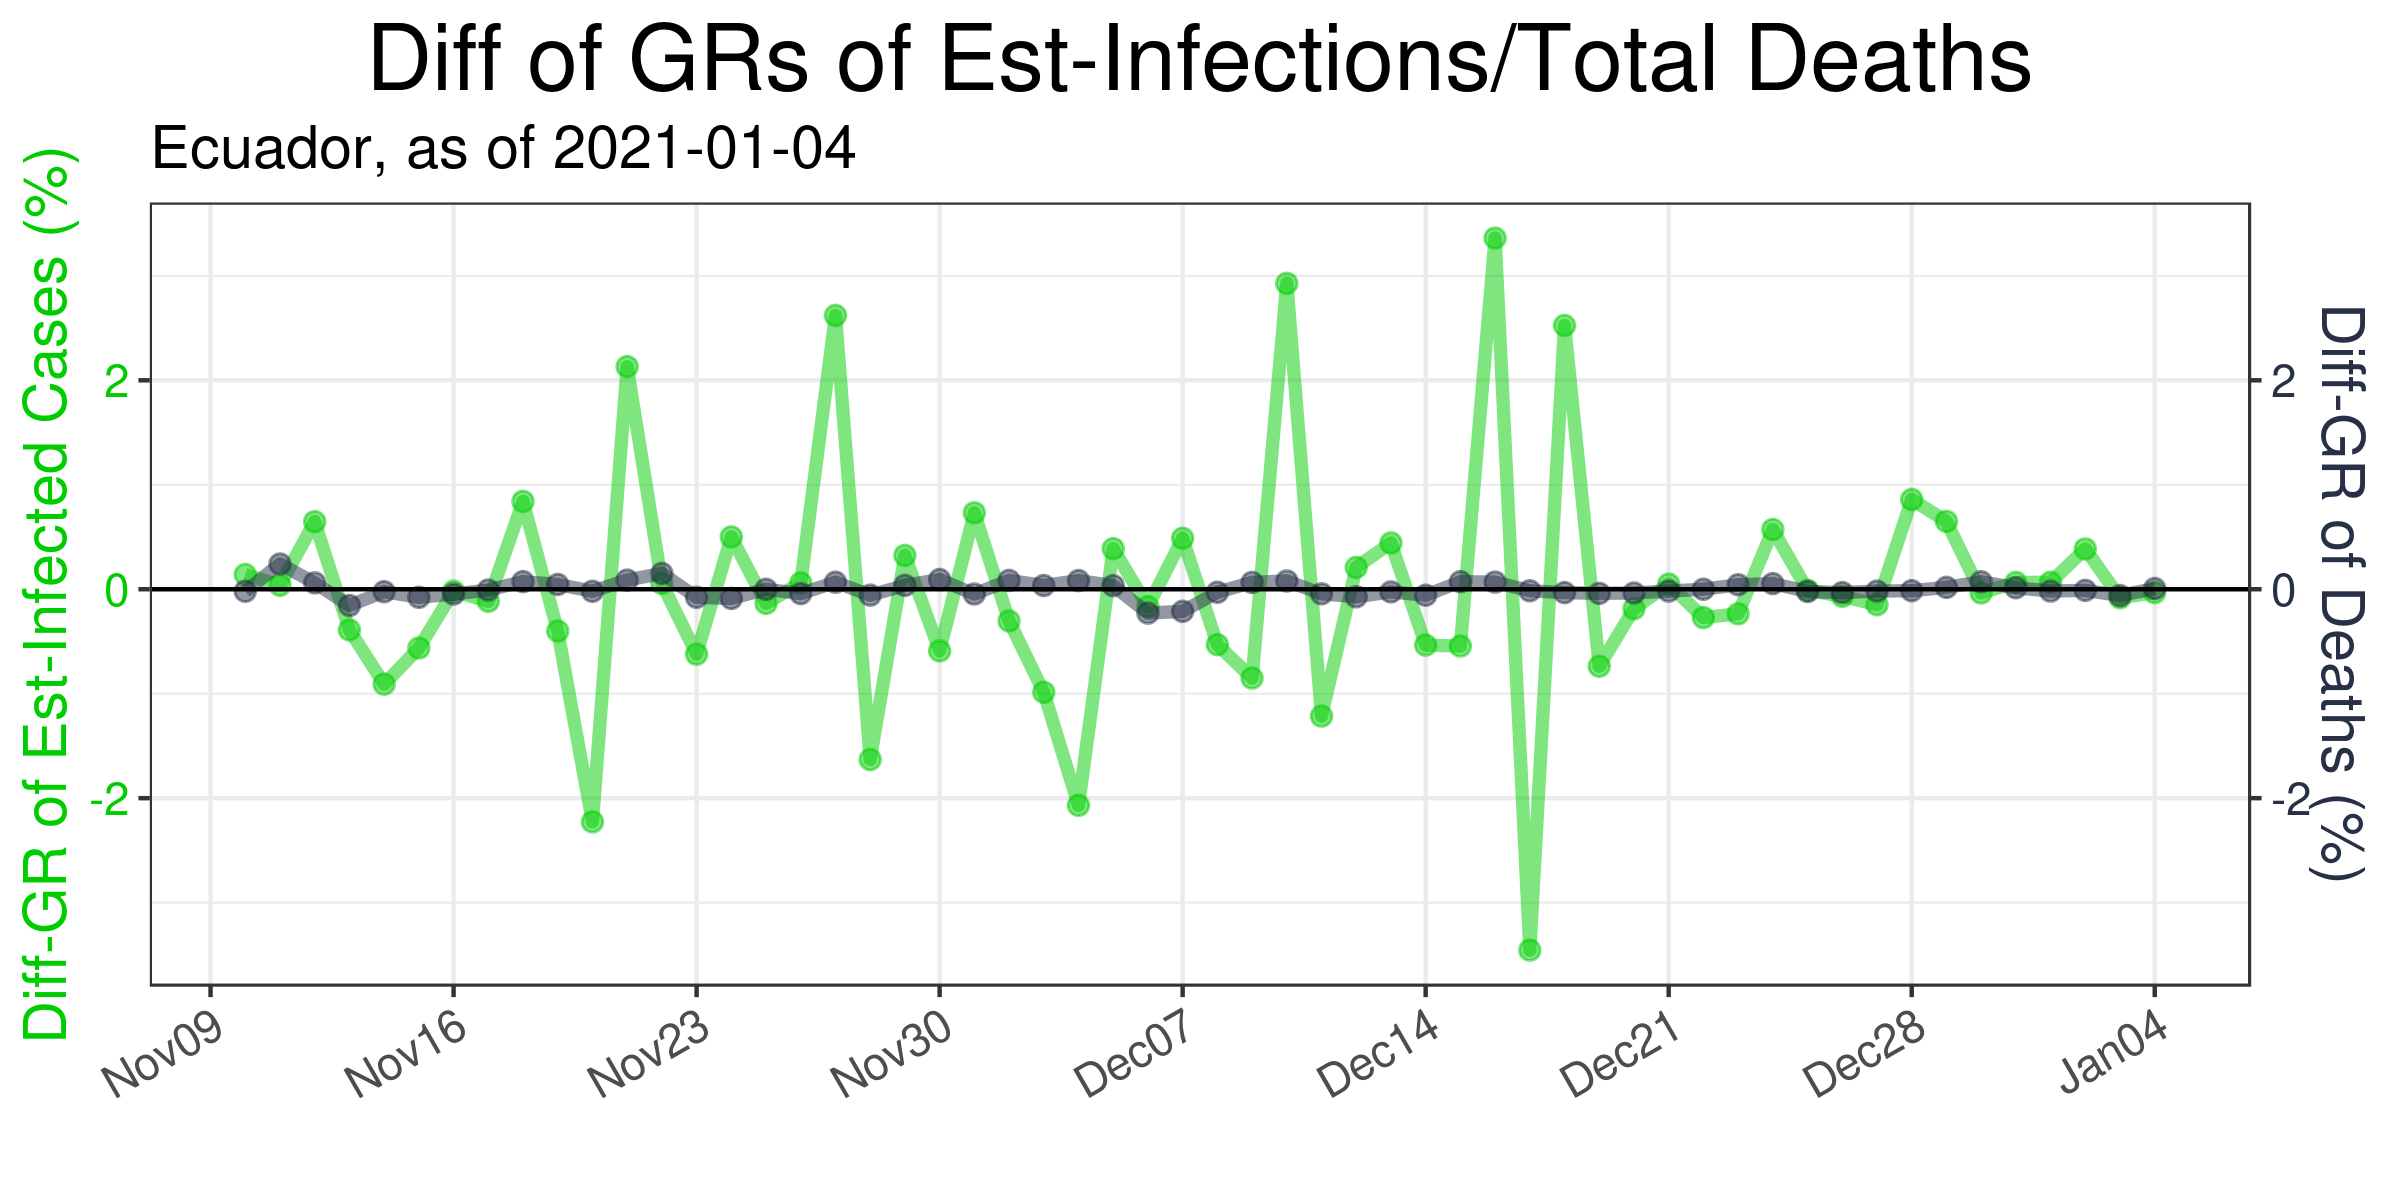 Diff of GRs of Est-Infections/Total Deaths
Ecuador, as of 2021-01-04
Diff-GR of Est-Infected Cases (%)
2
0
-2
2
0
-2
Diff-GR of Deaths (%)
Nov09
Nov16
Nov23
Nov30
Dec07
Dec14
Dec21
Dec28
Jan04